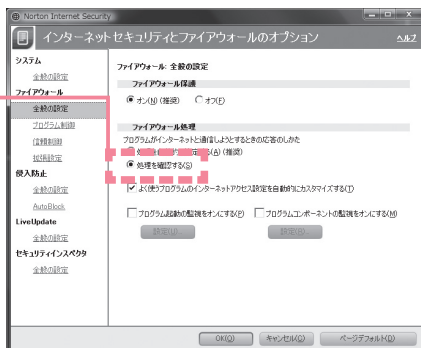 Norton Internet Security
インターネットセキュリティとファイアウォールのオプション
ヘルプ
システム
全般の設定
ファイアウォール
全般の設定
プログラム制御
信頼制御
拡張設定
侵入防止
全般の設定
AutoBlock
LiveUpdate
全般の設定
セキュリティインスペクタ
全般の設定
ファイアウォール: 全般の設定
ファイアウォール保護
オン(N) (推奨) オフ(F)
ファイアウォール処理
プログラムがインターネットと通信しようとするときの応答のしかた
(A) (推奨)
処理を確認する(S)
よく使うプログラムのインターネットアクセス設定を自動的にカスタマイズする(T)
プログラム起動の監視をオンにする(P) プログラムコンポーネントの監視をオンにする(M)
設定(U) 設定(B)
OK(O) キャンセル(C) ページデフォルト(D)